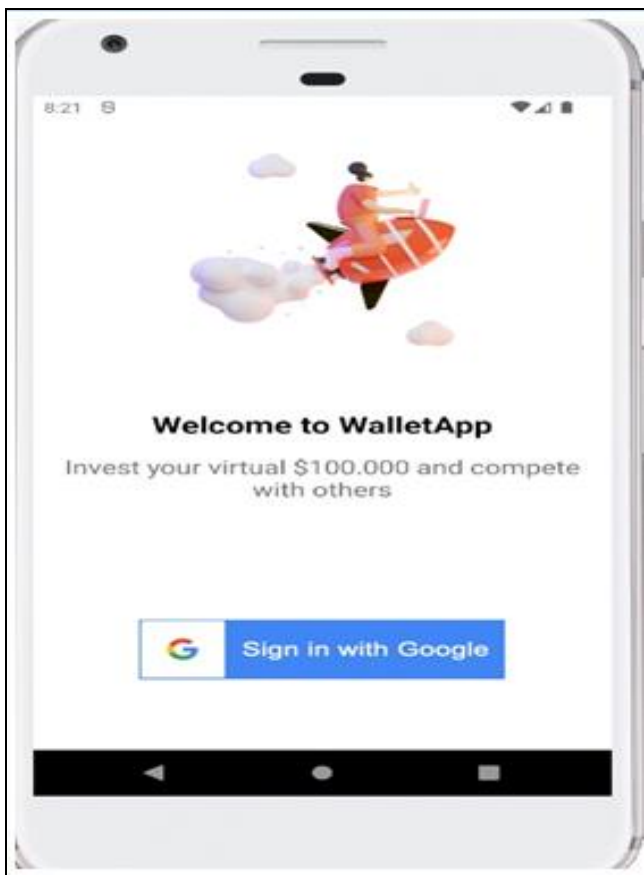 8:21
Welcome to WalletApp
Invest your virtual $100.000 and compete
with others
G Sign in with Google